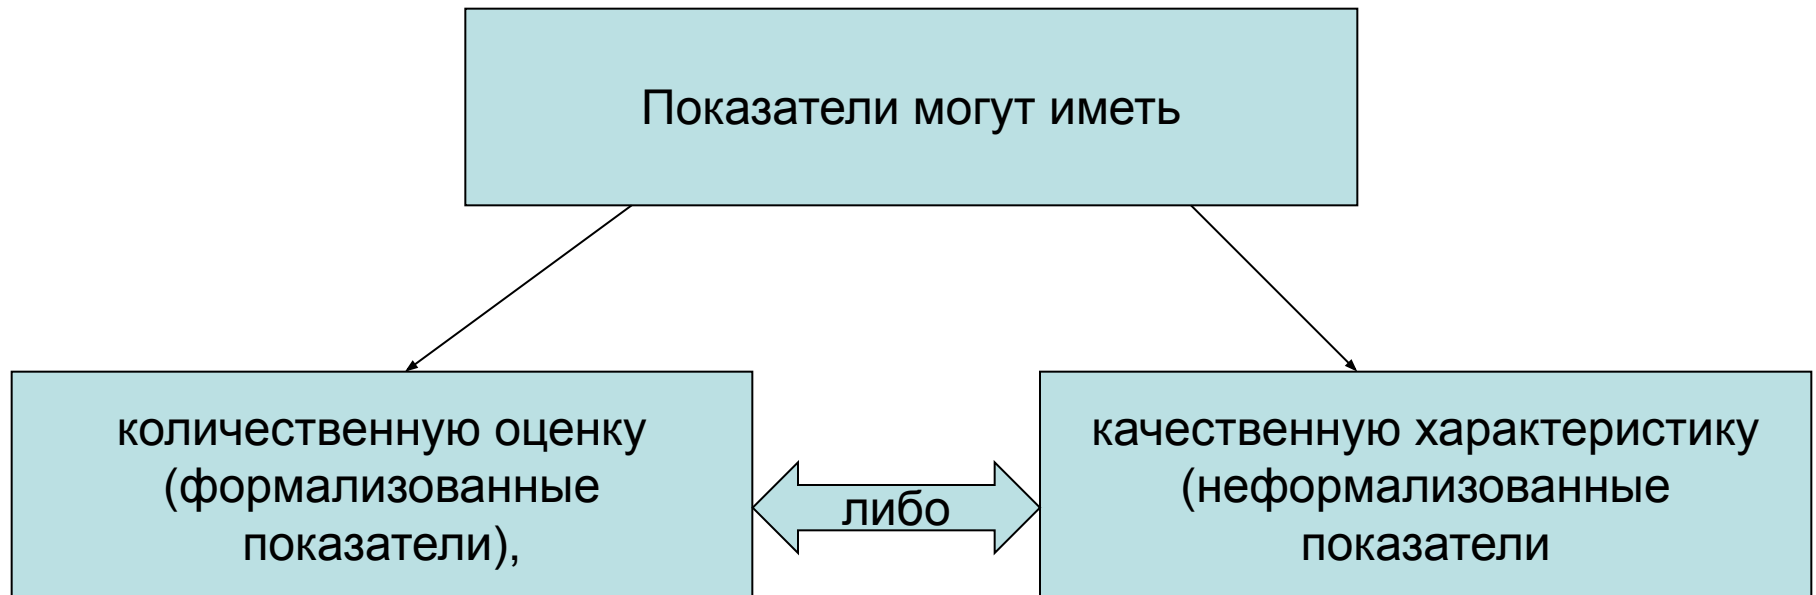 Показатели могут иметь
количественную оценку
(формализованные
показатели),
либо
качественную характеристику
(неформализованные
показатели